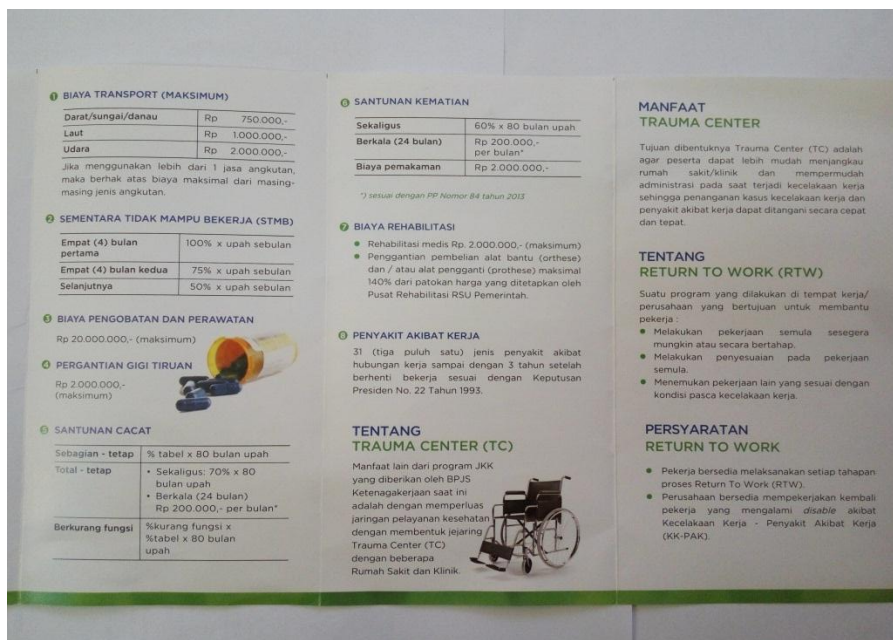 1 BIAYA TRANSPORT (MAKSIMUM)
Darat/sungai/danau Rp 750.000,-
Laut Rp 1.000.000,-
Udara Rp 2.000.000,-
Jika menggunakan lebih dari 1 jasa angkutan,
maka berhak atas biaya maksimal dari masing-
masing jenis angkutan.
2 SEMENTARA TIDAK MAMPU BEKERJA (STMB)
Empat (4) bulan pertama 100% x upah sebulan
Empat (4) bulan kedua 75% x upah sebulan
Selanjutnya 50% x upah sebulan
3 BIAYA PENGOBATAN DAN PERAWATAN
Rp 20.000.000,- (maksimum)
4 PERGANTIAN GIGI TIRUAN
Rp 2.000.000,-
(maksimum)
5 SANTUNAN CACAT
Sebagian - tetap % tabel x 80 bulan upah
Total - tetap • Sekaligus: 70% x 80
bulan upah
• Berkala (24 bulan)
Rp 200.000,- per bulan*
Berkurang fungsi %kurang fungsi x
%tabel x 80 bulan
upah
6 SANTUNAN KEMATIAN
Sekaligus 60% x 80 bulan upah
Berkala (24 bulan) Rp 200.000,-
per bulan*
Biaya pemakaman Rp 2.000.000,-
*) sesuai dengan PP Nomor 84 tahun 2013
7 BIAYA REHABILITASI
• Rehabilitasi medis Rp. 2.000.000,- (maksimum)
• Penggantian pembelian alat bantu (orthese)
dan / atau alat pengganti (prothese) maksimal
140% dari patokan harga yang ditetapkan oleh
Pusat Rehabilitasi RSU Pemerintah.
8 PENYAKIT AKIBAT KERJA
31 (tiga puluh satu) jenis penyakit akibat
hubungan kerja sampai dengan 3 tahun setelah
berhenti bekerja sesuai dengan Keputusan
Presiden No. 22 Tahun 1993.
TENTANG
TRAUMA CENTER (TC)
Manfaat lain dari program JKK
yang diberikan oleh BPJS
Ketenagakerjaan saat ini
adalah dengan memperluas
jaringan pelayanan kesehatan
dengan membentuk jejaring
Trauma Center (TC)
dengan beberapa
Rumah Sakit dan Klinik.
MANFAAT
TRAUMA CENTER
Tujuan dibentuknya Trauma Center (TC) adalah
agar peserta dapat lebih mudah menjangkau
rumah sakit/klinik dan mempermudah
administrasi pada saat terjadi kecelakaan kerja
sehingga penanganan kasus kecelakaan kerja dan
penyakit akibat kerja dapat ditangani secara cepat
dan tepat.
TENTANG
RETURN TO WORK (RTW)
Suatu program yang dilakukan di tempat kerja/
perusahaan yang bertujuan untuk membantu
pekerja :
• Melakukan pekerjaan semula sesegera
mungkin atau secara bertahap.
• Melakukan penyesuaian pada pekerjaan
semula.
• Menemukan pekerjaan lain yang sesuai dengan
kondisi pasca kecelakaan kerja.
PERSYARATAN
RETURN TO WORK
• Pekerja bersedia melaksanakan setiap tahapan
proses Return To Work (RTW).
• Perusahaan bersedia mempekerjakan kembali
pekerja yang mengalami disable akibat
Kecelakaan Kerja - Penyakit Akibat Kerja
(KK-PAK).